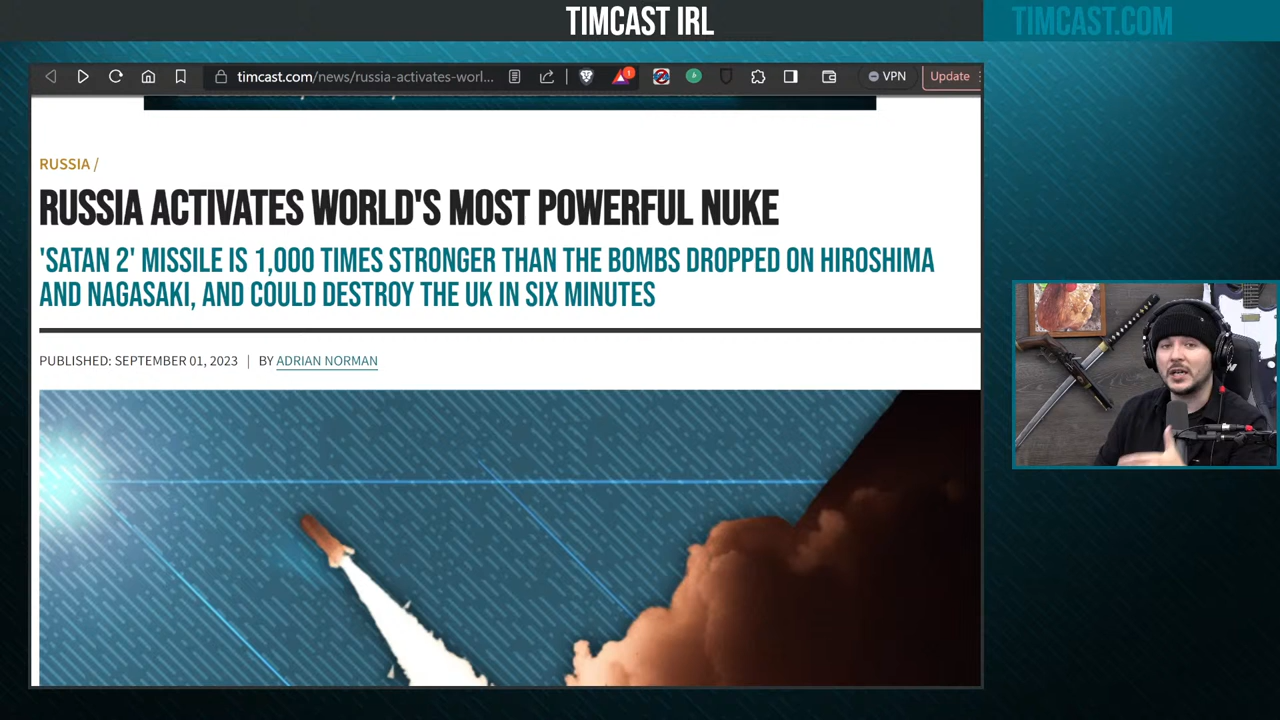 TIMCAST IRL
TIMCAST.COM
timcast.com/news/russia-activates-worl...
1
VPN
Update
RUSSIA /
RUSSIA ACTIVATES WORLD'S MOST POWERFUL NUKE
'SATAN 2' MISSILE IS 1,000 TIMES STRONGER THAN THE BOMBS DROPPED ON HIROSHIMA
AND NAGASAKI, AND COULD DESTROY THE UK IN SIX MINUTES
PUBLISHED: SEPTEMBER 01, 2023 | BY ADRIAN NORMAN